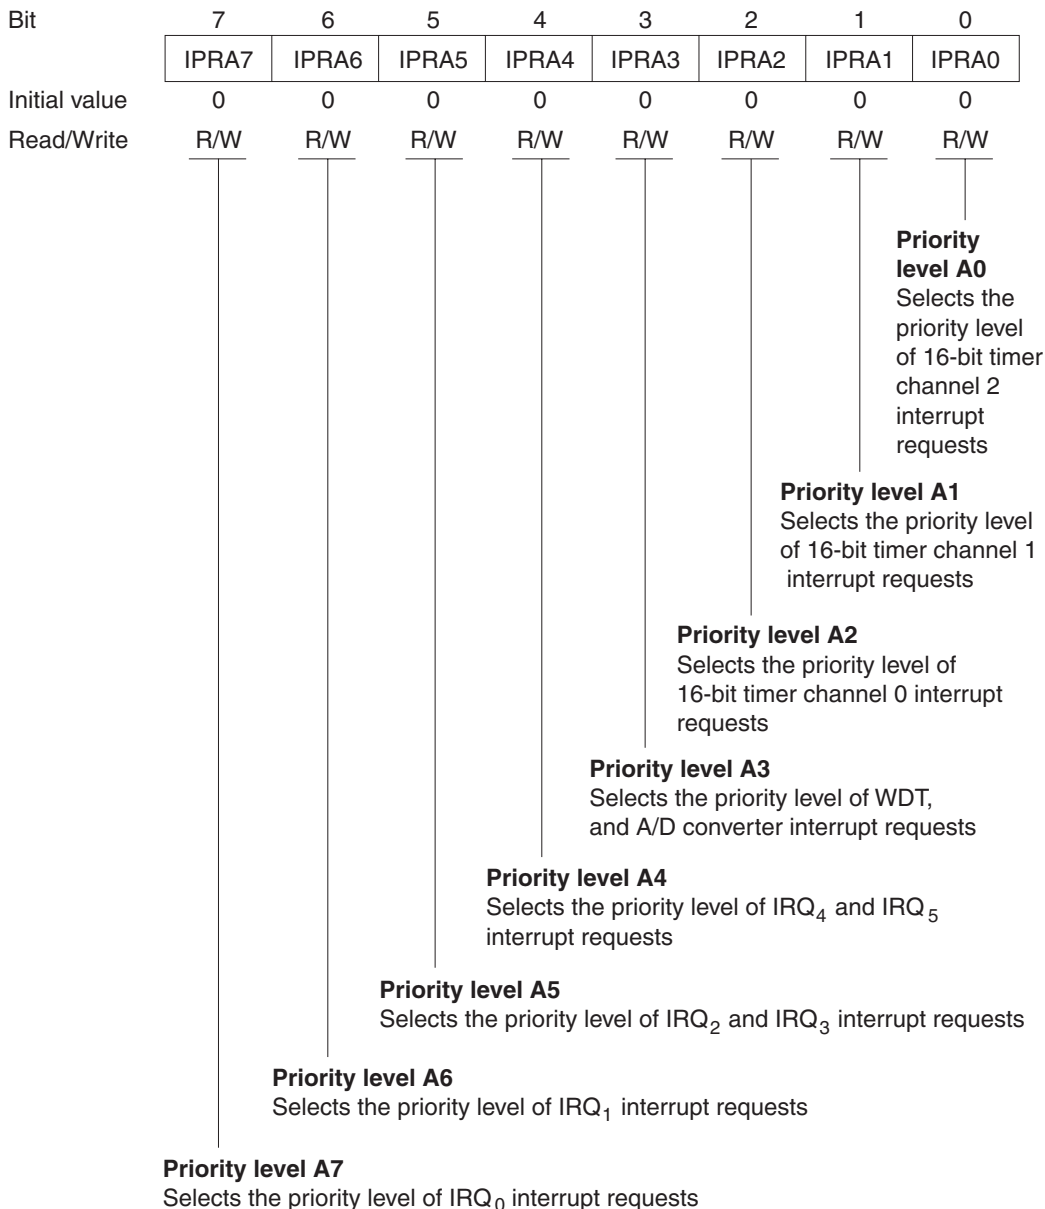 Bit 7 6 5 4 3 2 1 0
IPRA7 IPRA6 IPRA5 IPRA4 IPRA3 IPRA2 IPRA1 IPRA0
Initial value 0 0 0 0 0 0 0 0
Read/Write R/W R/W R/W R/W R/W R/W R/W R/W
Priority
level A0
Selects the
priority level
of 16-bit timer
channel 2
interrupt
requests
Priority level A1
Selects the priority level
of 16-bit timer channel 1
interrupt requests
Priority level A2
Selects the priority level of
16-bit timer channel 0 interrupt
requests
Priority level A3
Selects the priority level of WDT,
and A/D converter interrupt requests
Priority level A4
Selects the priority level of IRQ4 and IRQ5
interrupt requests
Priority level A5
Selects the priority level of IRQ2 and IRQ3 interrupt requests
Priority level A6
Selects the priority level of IRQ1 interrupt requests
Priority level A7
Selects the priority level of IRQ0 interrupt requests